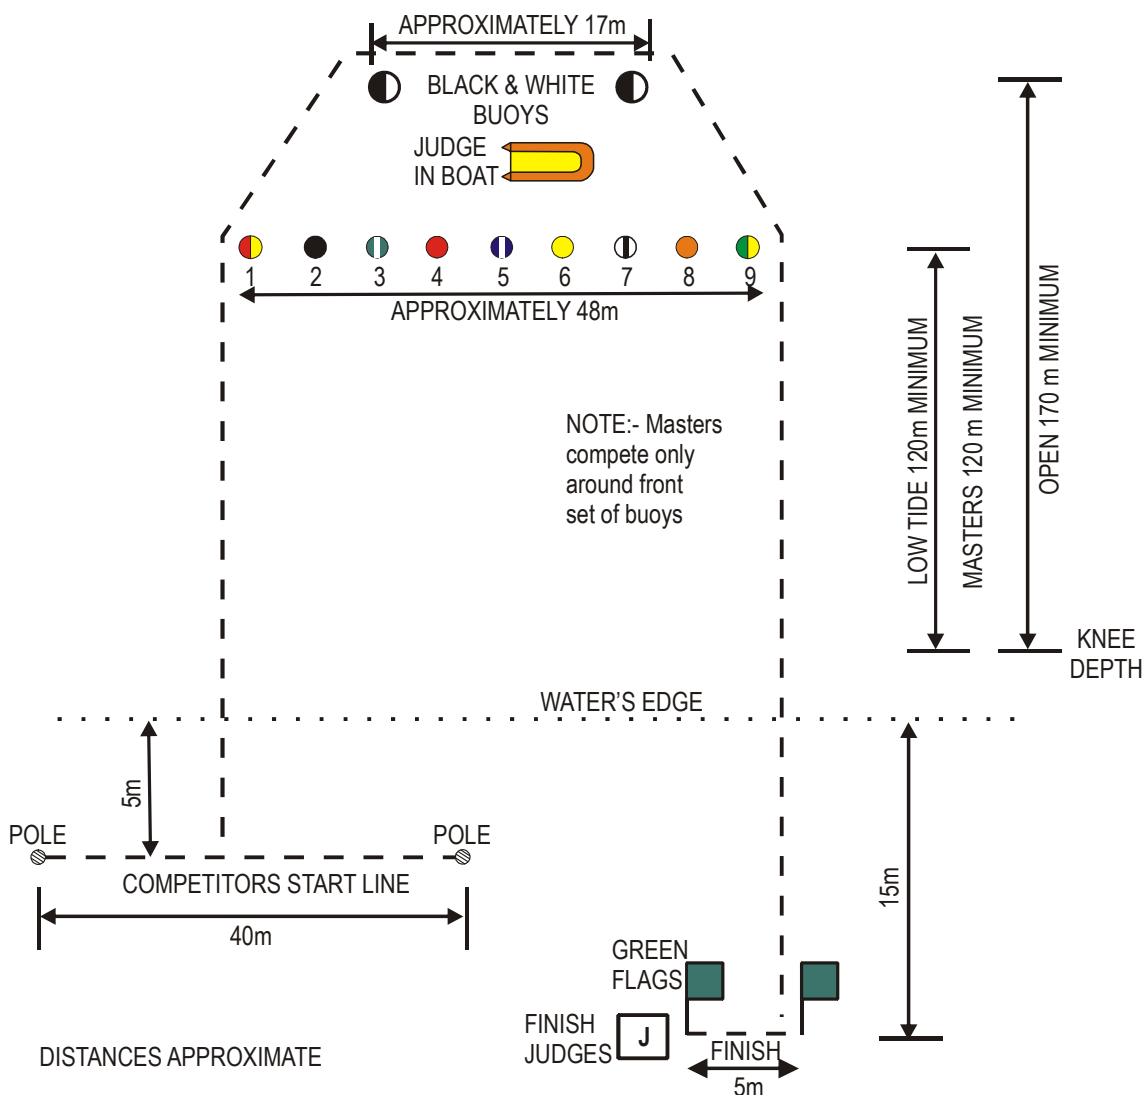 APPROXIMATELY 17m
BLACK & WHITE
BUOYS
JUDGE
IN BOAT
1 2 3 4 5 6 7 8 9
APPROXIMATELY 48m
NOTE:- Masters
compete only
around front
set of buoys
LOW TIDE 120m MINIMUM
MASTERS 120 m MINIMUM
OPEN 170 m MINIMUM
KNEE
DEPTH
WATER'S EDGE
5m
POLE
POLE
COMPETITORS START LINE
40m
15m
GREEN
FLAGS
FINISH
JUDGES
J
FINISH
5m
DISTANCES APPROXIMATE